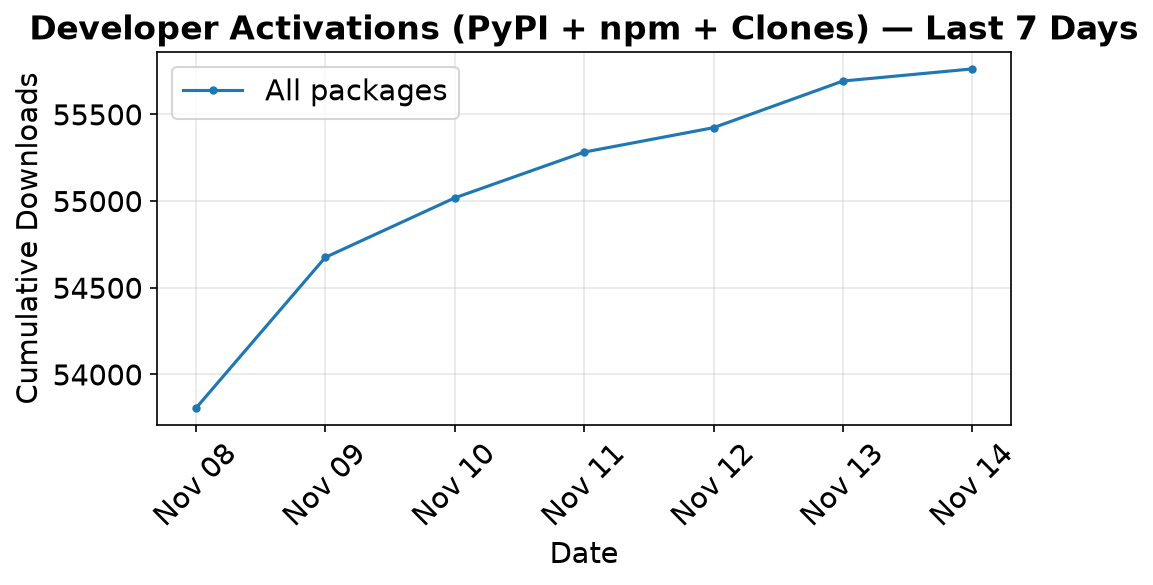 Developer Activations (PyPI + npm + Clones) — Last 7 Days
All packages
Cumulative Downloads
55500
55000
54500
54000
Nov 08
Nov 09
Nov 10
Nov 11
Nov 12
Nov 13
Nov 14
Date